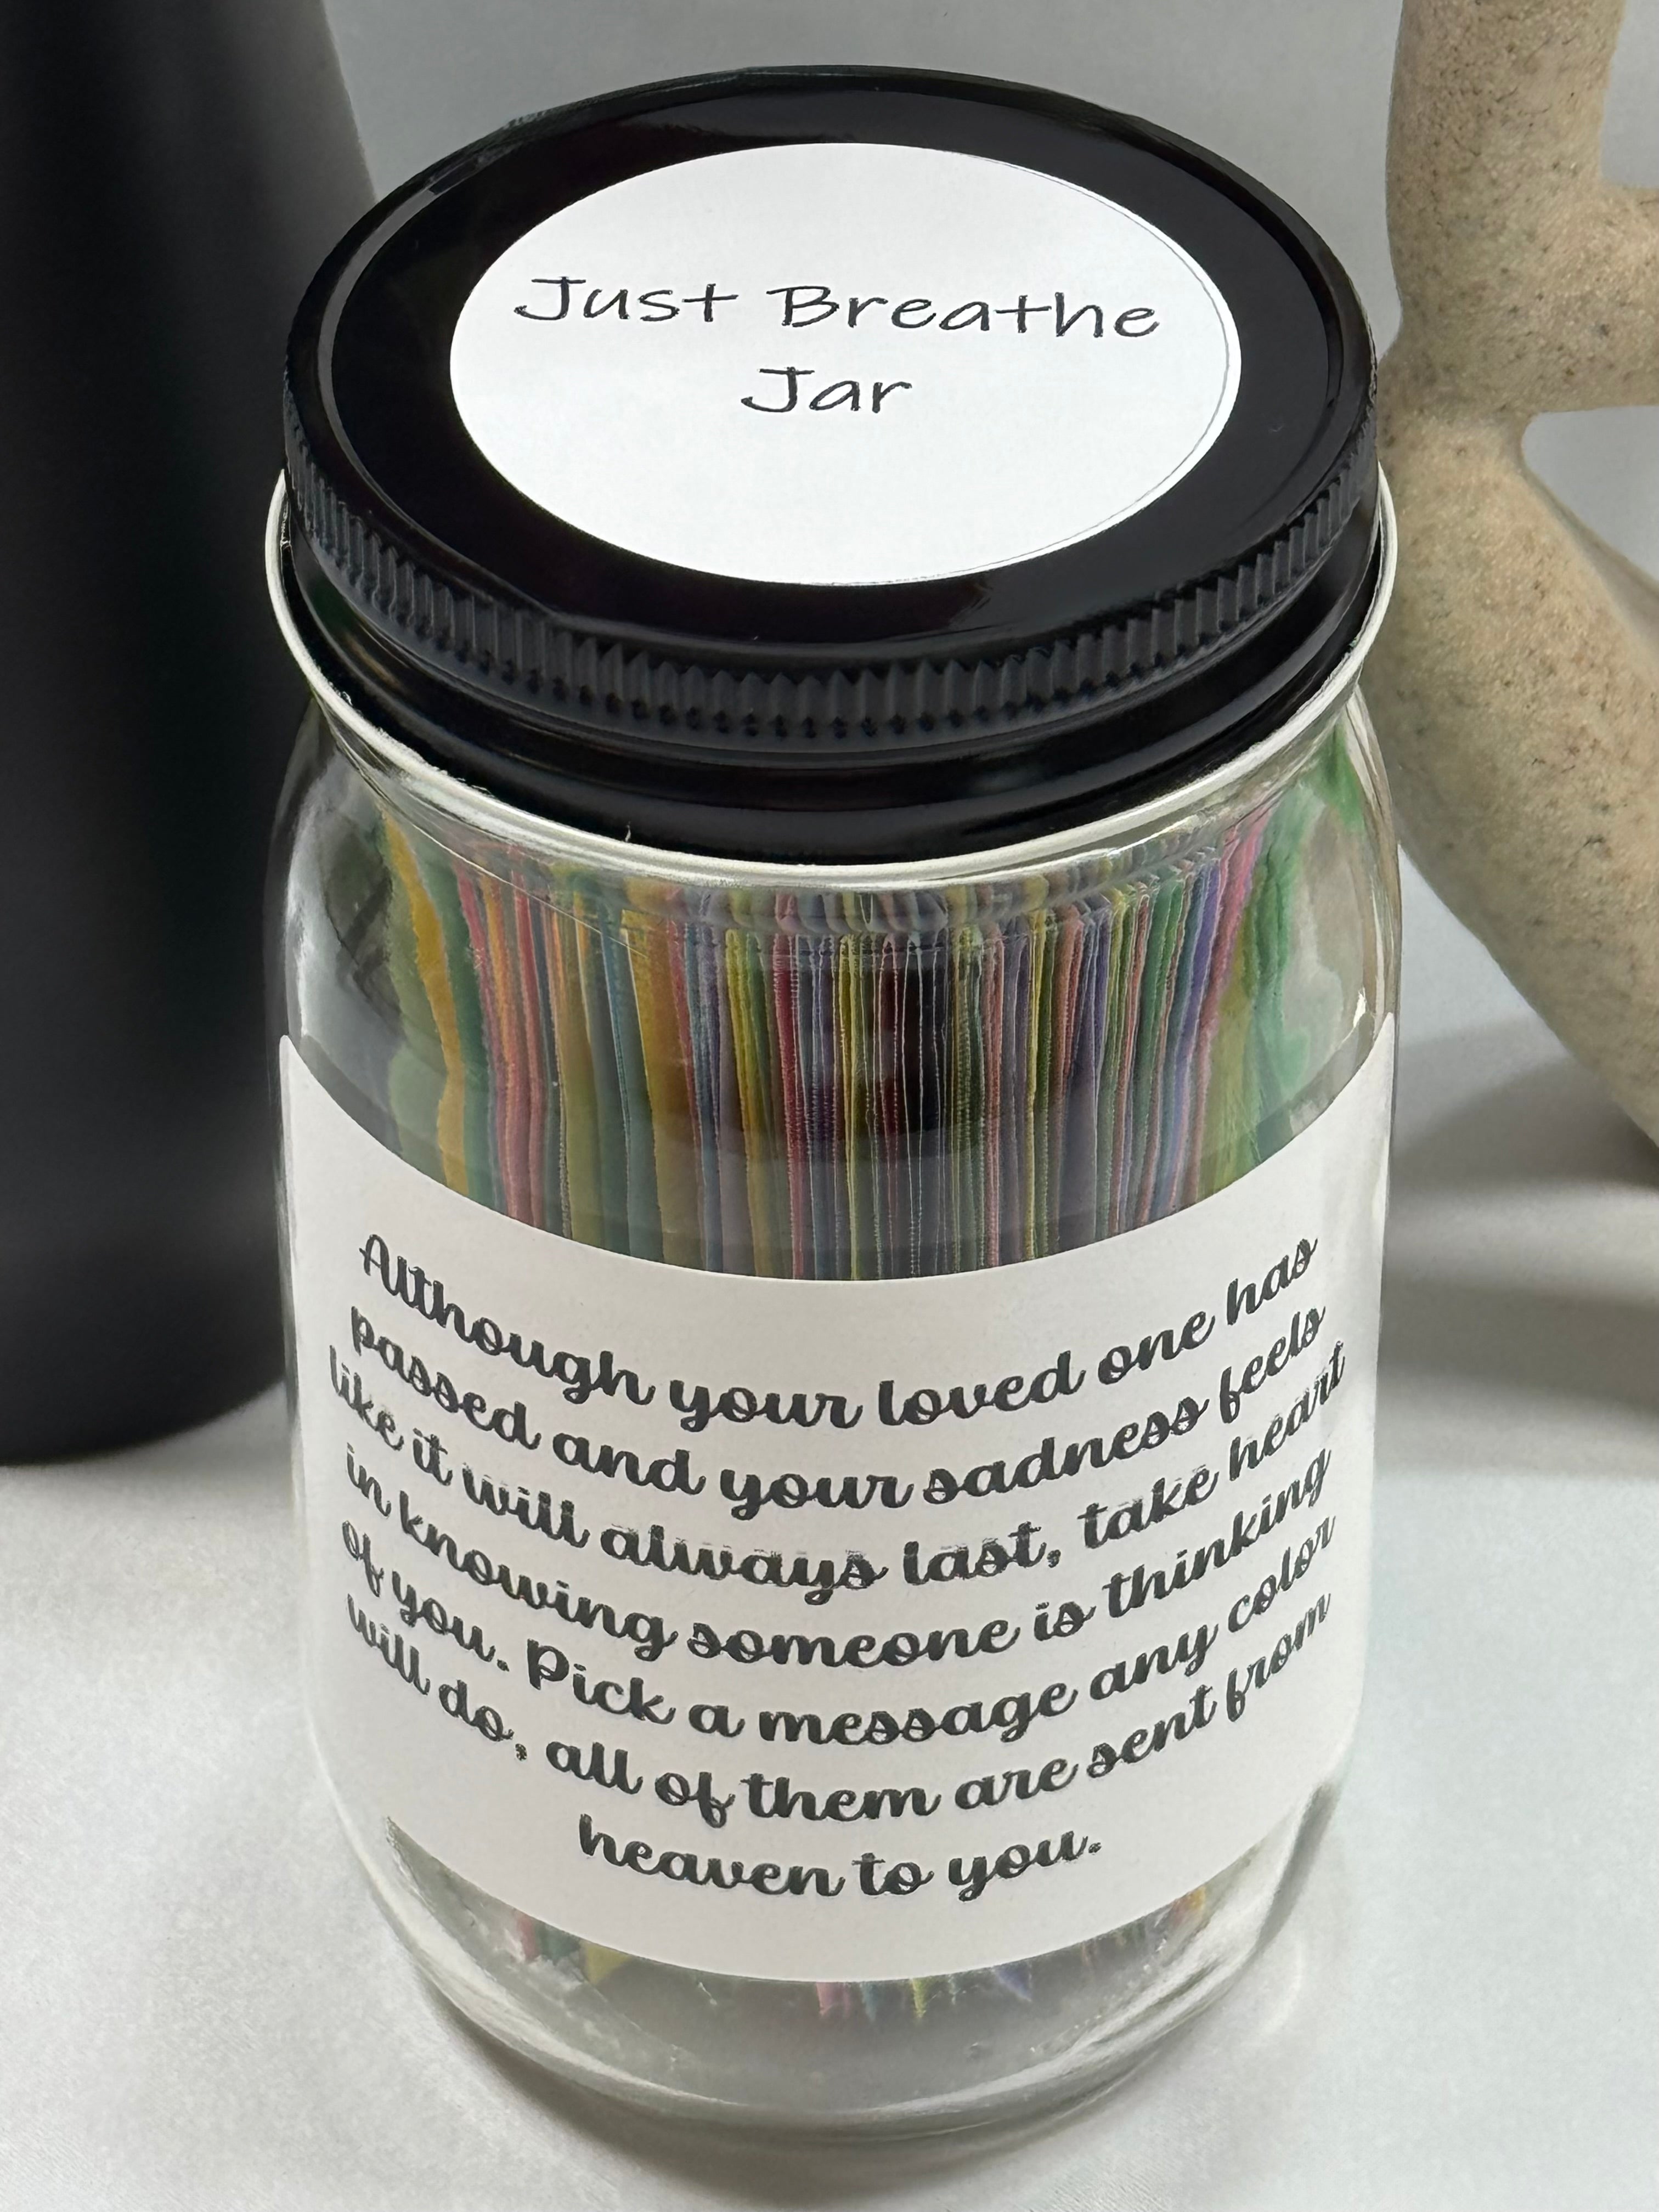 Just Breathe
Jar
Although your loved one has
passed and your sadness feels
like it will always last, take heart
in knowing someone is thinking
of you. Pick a message any color
will do, all of them are sent from
heaven to you.